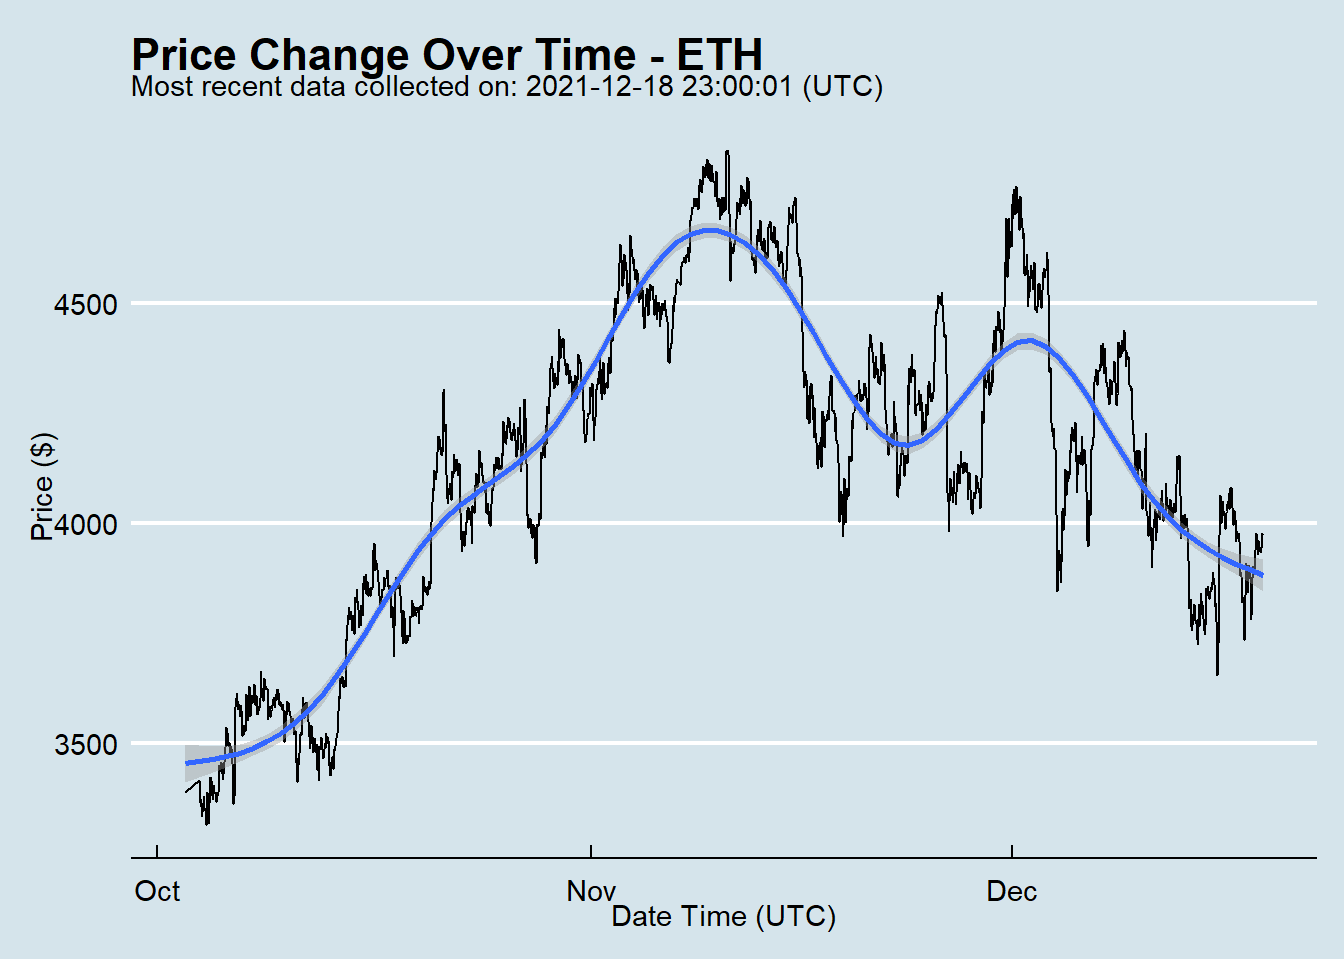 Price Change Over Time - ETH
Most recent data collected on: 2021-12-18 23:00:01 (UTC)
Price ($)
4500
4000
3500
Oct
Nov
Dec
Date Time (UTC)